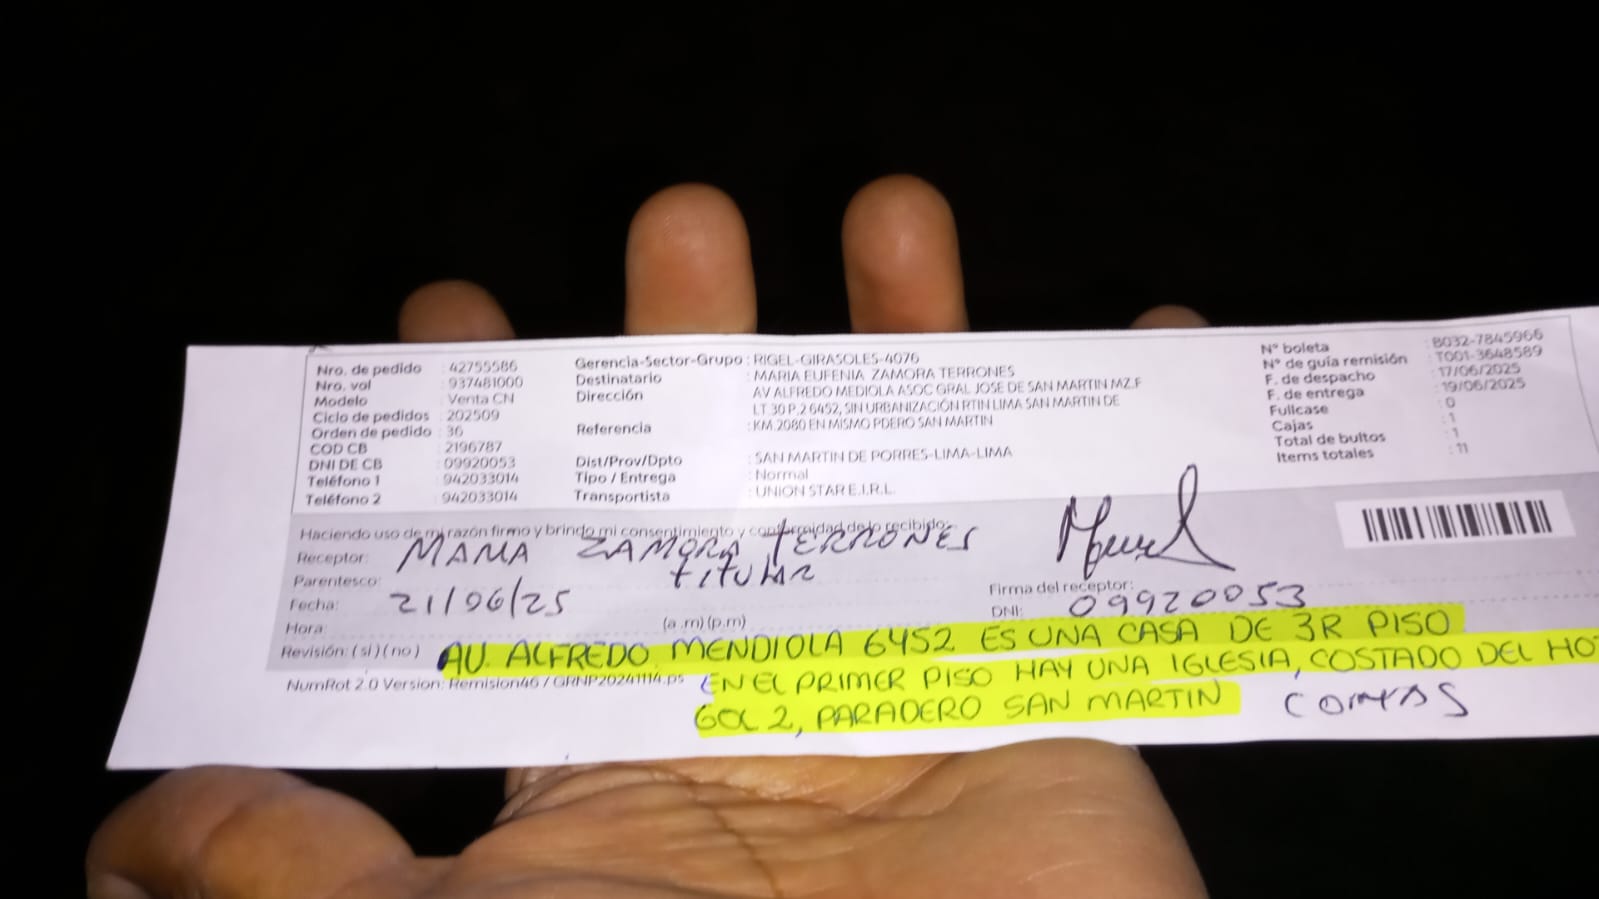 Nro. de pedido : 42755586
Nro. vol : 937481000
Modelo : Venta CN
Ciclo de pedidos : 202509
Orden de pedido : 36
COD CB : 2196787
DNI DE CB : 09920053
Teléfono 1 : 942033014
Teléfono 2 : 942033014
Gerencia-Sector-Grupo : RIGEL-GIRASOLES-4076
Destinatario : MARIA EUFENIA ZAMORA TERRONES
Dirección AV ALFREDO MEDIOLA ASOC GRAL JOSE DE SAN MARTIN MZ.F
LT.30 P.2 6452, SIN URBANIZACIÓN RTIN LIMA SAN MARTIN DE
Referencia : KM 2080 EN MISMO PDERO SAN MARTIN
Dist/Prov/Dpto : SAN MARTIN DE PORRES-LIMA-LIMA
Tipo / Entrega : Normal
Transportista : UNION STAR E.I.R.L.
N° boleta : B032-7845966
N° de guía remisión : T001-3648589
F. de despacho : 17/06/2025
F. de entrega : 19/06/2025
Fullcase : 0
Cajas : 1
Total de bultos : 1
Items totales : 11
Haciendo uso de mi razón firmo y brindo mi consentimiento y conformidad de lo recibido:
Receptor: ZAMORA TERRONES
Parentesco: TITULAR
Fecha: 21/06/25
Hora: (a .m) (p.m)
Firma del receptor:
DNI: 09920053
Revisión: ( si ) ( no ) AV. ALFREDO MENDIOLA 6452 ES UNA CASA DE 3R PISO
NumRot 2.0 Version: Remision46 / GRNP20241114.ps EN EL PRIMER PISO HAY UNA IGLESIA, COSTADO DEL HO
GOL 2, PARADERO SAN MARTIN